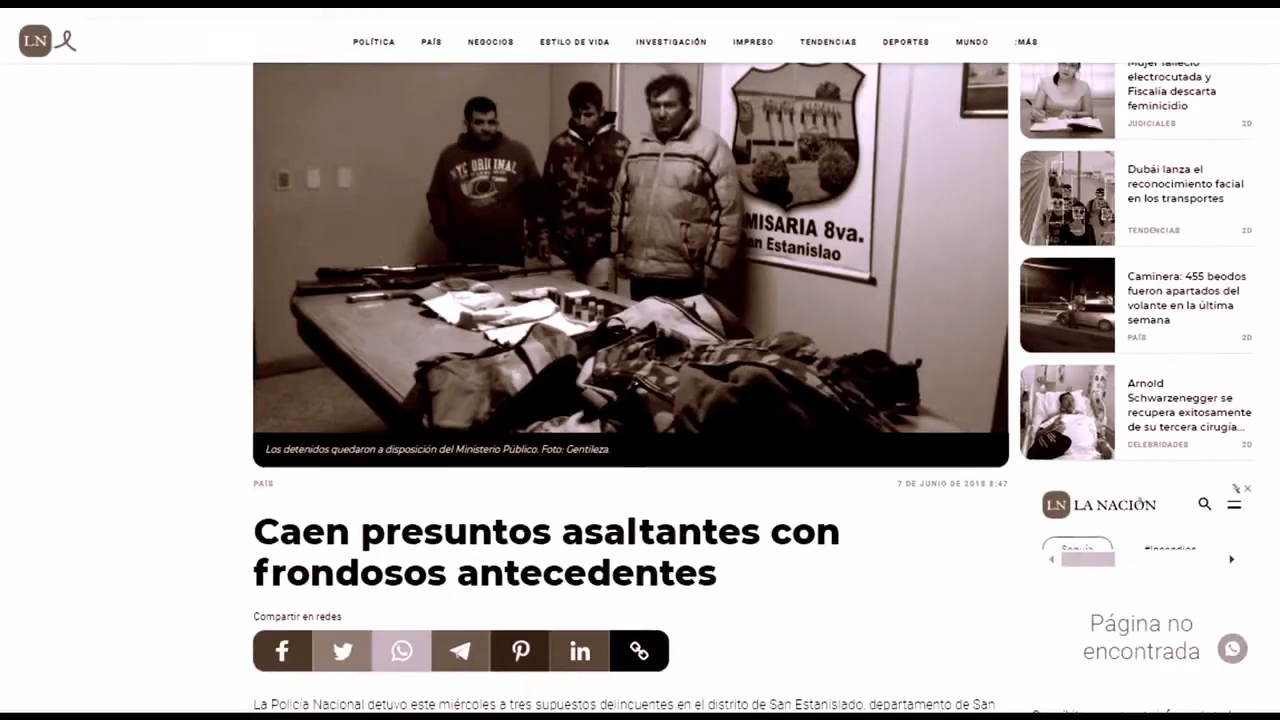 LN
POLÍTICA PAÍS NEGOCIOS ESTILO DE VIDA INVESTIGACIÓN IMPRESO TENDENCIAS DEPORTES MUNDO :MÁS
NYC ORIGINAL
MISARIA 8va.
an Estanislao
Los detenidos quedaron a disposición del Ministerio Público. Foto: Gentileza.
PAÍS
7 DE JUNIO DE 2018 8:47
Caen presuntos asaltantes con
frondosos antecedentes
Compartir en redes
La Policía Nacional detuvo este miércoles a tres supuestos delincuentes en el distrito de San Estanislado, departamento de San
Mujer falleció
electrocutada y
Fiscalía descarta
feminicidio
JUDICIALES 2D
Dubái lanza el
reconocimiento facial
en los transportes
TENDENCIAS 2D
Caminera: 455 beodos
fueron apartados del
volante en la última
semana
PAÍS 2D
Arnold
Schwarzenegger se
recupera exitosamente
de su tercera cirugía...
CELEBRIDADES 2D
LN LA NACIÓN
#Incendios
Página no
encontrada